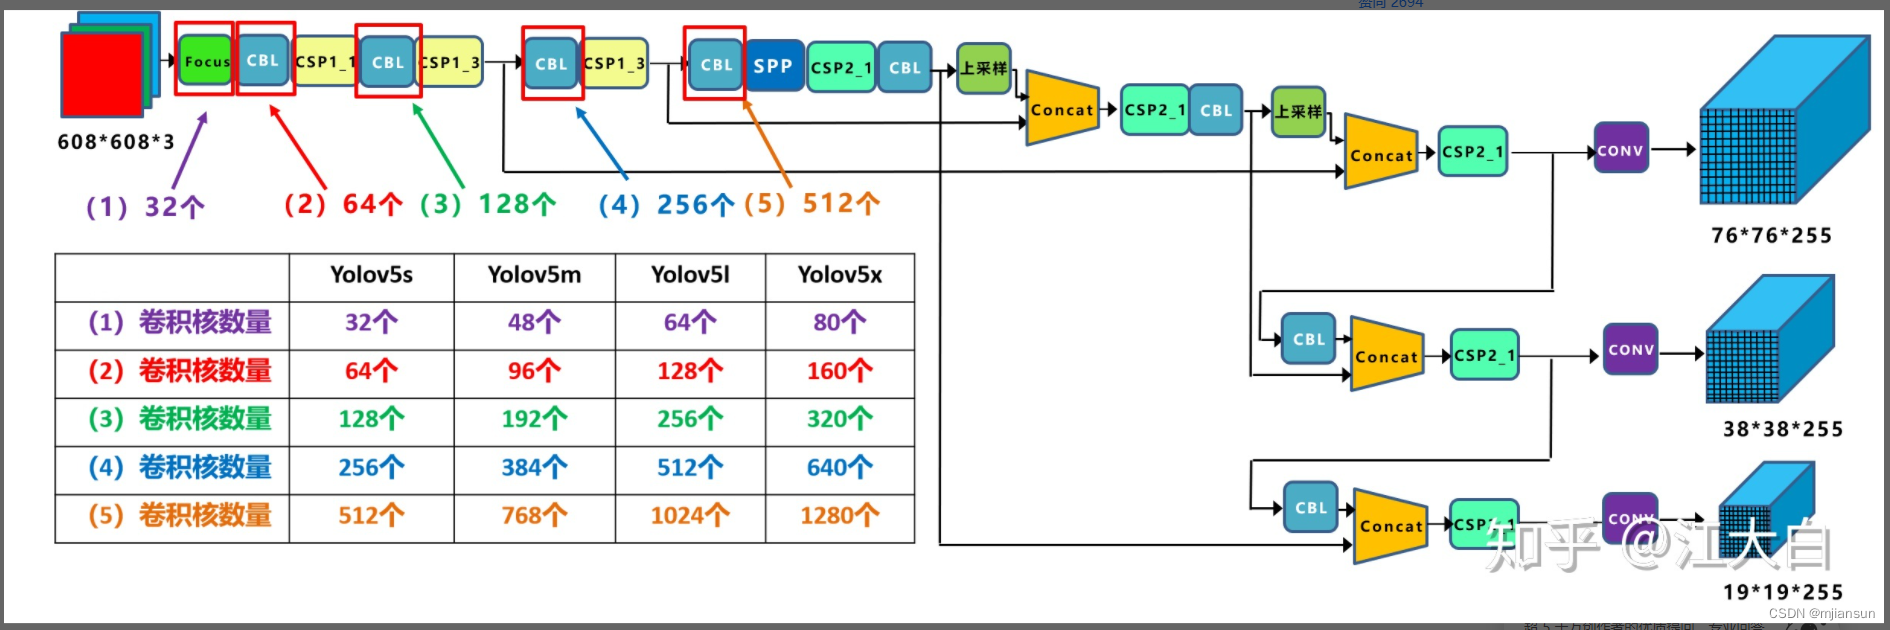 赞同 2694
Focus
CBL
CSP1_1
CBL
CSP1_3
CBL
CSP1_3
CBL
SPP
CSP2_1
CBL
上采样
Concat
CSP2_1
CBL
上采样
Concat
CSP2_1
CONV
608*608*3
76*76*255
（1）32个
（2）64个
（3）128个
（4）256个
（5）512个
Yolov5s Yolov5m Yolov5l Yolov5x
（1）卷积核数量 32个 48个 64个 80个
（2）卷积核数量 64个 96个 128个 160个
（3）卷积核数量 128个 192个 256个 320个
（4）卷积核数量 256个 384个 512个 640个
（5）卷积核数量 512个 768个 1024个 1280个
CBL
Concat
CSP2_1
CONV
38*38*255
CBL
Concat
CSP2_1
CONV
知乎 @江大白
19*19*255
CSDN @mjiansun